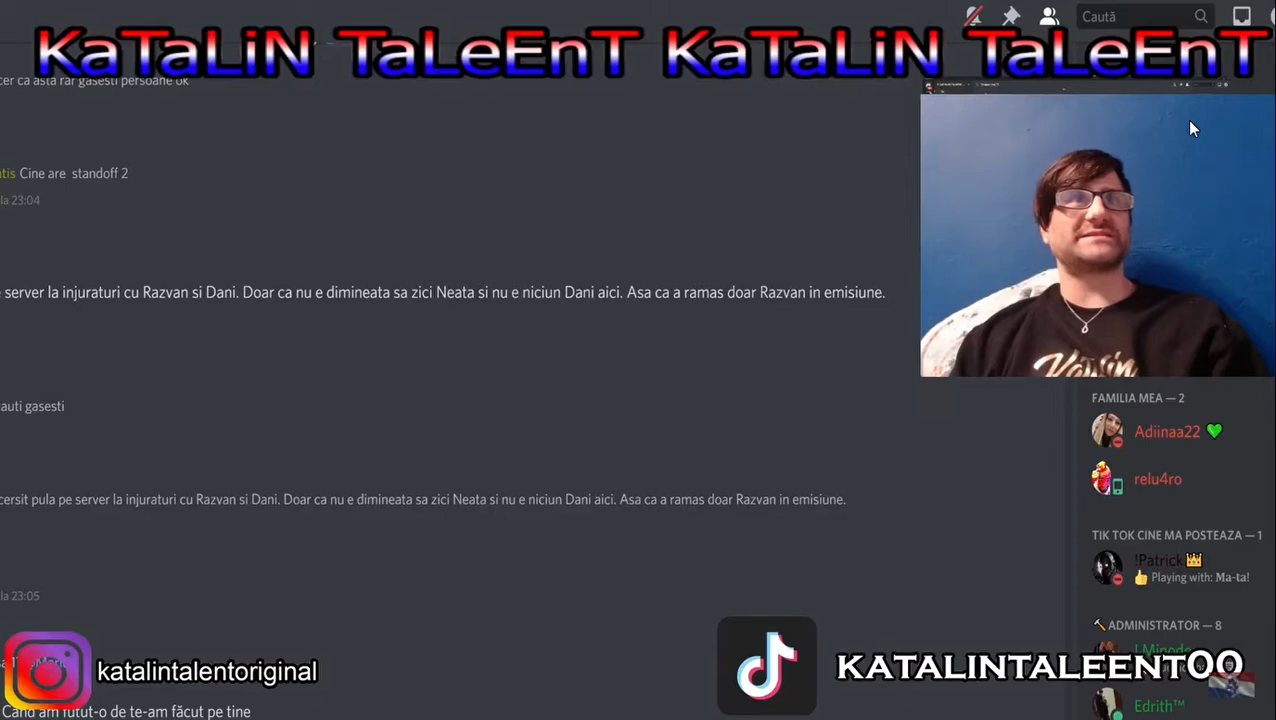 Caută
KaTaLiN TaLeEnT KaTaLiN TaLeEnT
cer ca asta rar gasesti persoane ok
Cine are standoff 2
la 23:04
server la injuraturi cu Razvan si Dani. Doar ca nu e dimineata sa zici Neata si nu e niciun Dani aici. Asa ca a ramas doar Razvan in emisiune.
FAMILIA MEA — 2
auti gasesti
Adiinaa22
relu4ro
cersit pula pe server la injuraturi cu Razvan si Dani. Doar ca nu e dimineata sa zici Neata si nu e niciun Dani aici. Asa ca a ramas doar Razvan in emisiune.
TIK TOK CINE MA POSTEAZA — 1
!Patrick
Playing with: Ma-ta!
la 23:05
ADMINISTRATOR — 8
katalintalentoriginal
KATALINTALEENT00
Edrith™
Cand am futut-o de te-am făcut pe tine